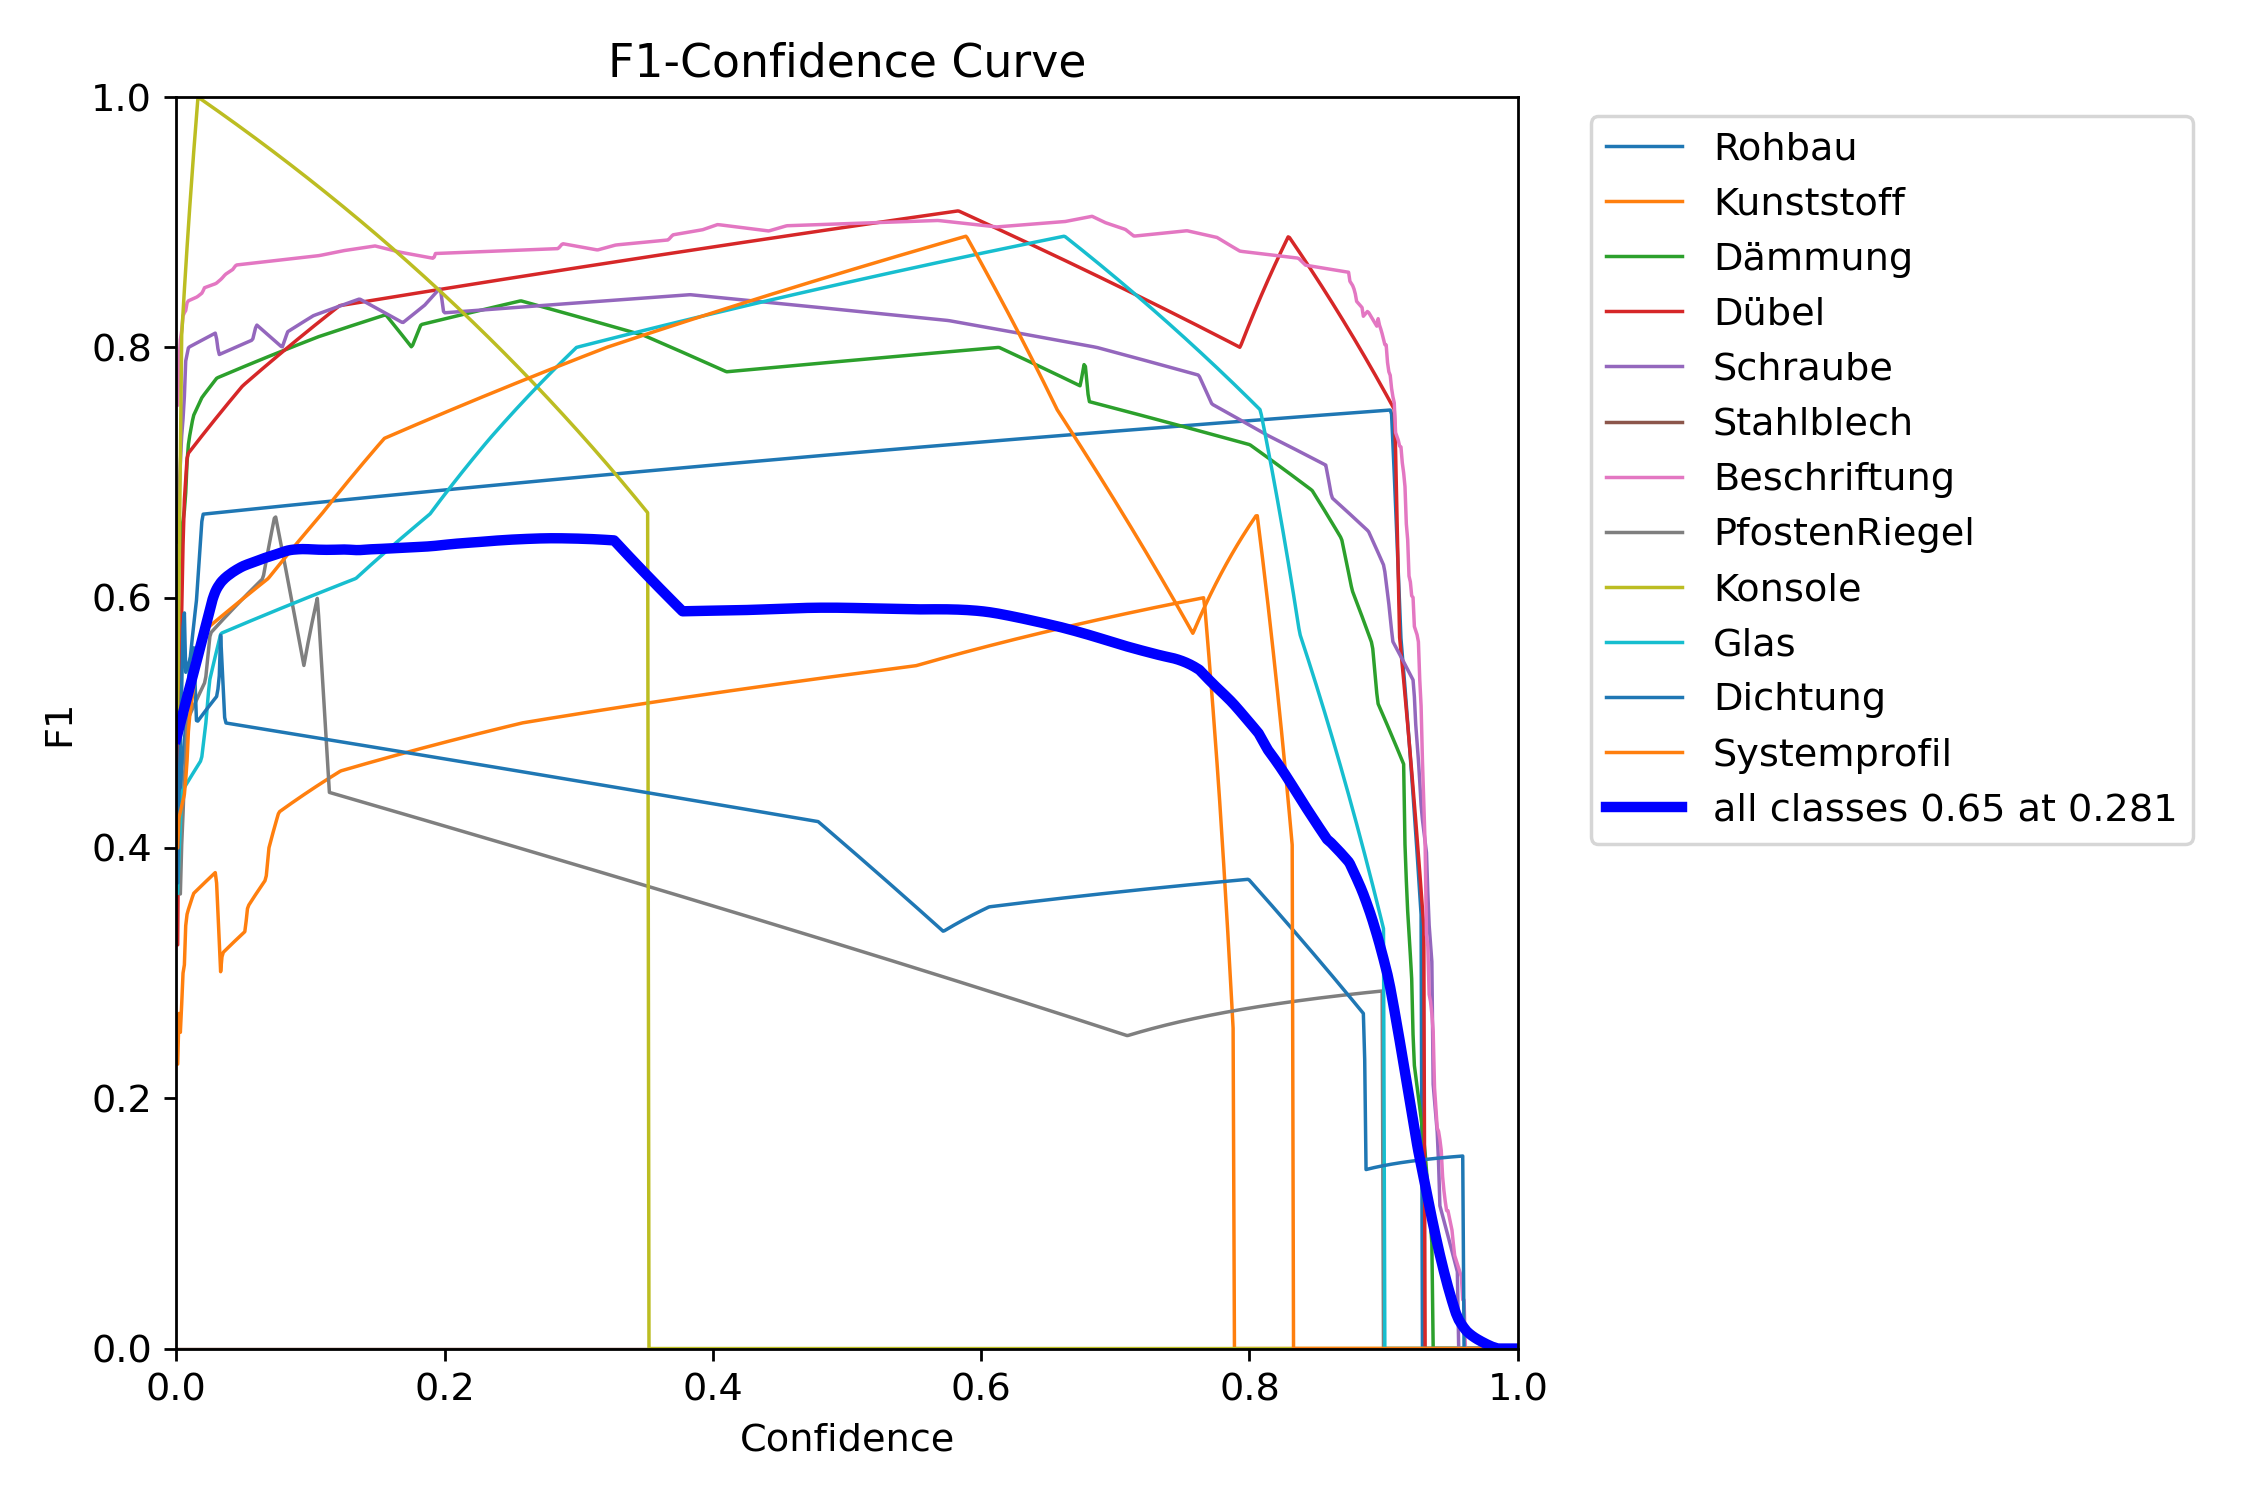 F1-Confidence Curve
1.0
0.8
0.6
0.4
0.2
0.0
F1
0.0 0.2 0.4 0.6 0.8 1.0
Confidence
Rohbau
Kunststoff
Dämmung
Dübel
Schraube
Stahlblech
Beschriftung
PfostenRiegel
Konsole
Glas
Dichtung
Systemprofil
all classes 0.65 at 0.281